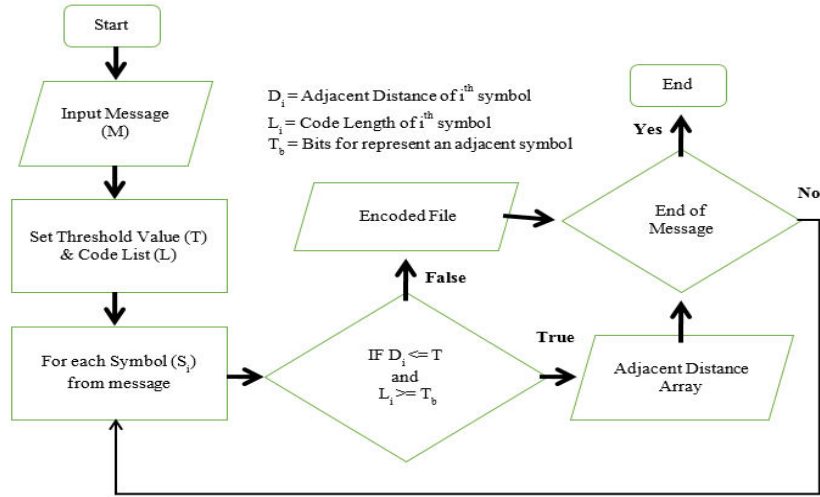 Start
Input Message
(M)
Set Threshold Value (T)
& Code List (L)
For each Symbol (Sᵢ)
from message
Dᵢ = Adjacent Distance of iᵗʰ symbol
Lᵢ = Code Length of iᵗʰ symbol
T_b = Bits for represent an adjacent symbol
Encoded File
False
IF Dᵢ <= T
and
Lᵢ >= T_b
True
Adjacent Distance
Array
End of
Message
Yes
No
End